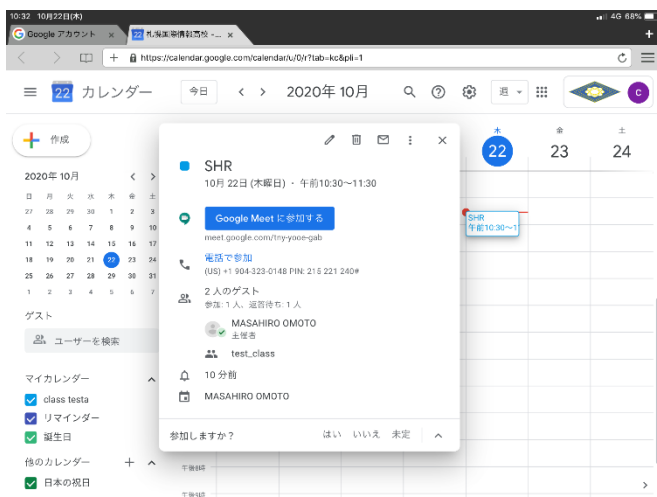 10:32 10月22日(木)
4G 68%
Google アカウント ×
22 札幌国際情報高校 - ... ×
https://calendar.google.com/calendar/u/0/r?tab=kc&pli=1
22 カレンダー 今日 2020年 10月 週 C
作成
2020年 10月
日 月 火 水 木 金 土
27 28 29 30 1 2 3
4 5 6 7 8 9 10
11 12 13 14 15 16 17
18 19 20 21 22 23 24
25 26 27 28 29 30 31
1 2 3 4 5 6 7
ゲスト
ユーザーを検索
マイカレンダー
class testa
リマインダー
誕生日
他のカレンダー
日本の祝日
SHR
10月 22日 (木曜日) ・ 午前10:30～11:30
Google Meet に参加する
meet.google.com/tny-yooe-gab
電話で参加
(US) +1 904-323-0148 PIN: 215 221 240#
2 人のゲスト
参加: 1 人、返答待ち: 1 人
MASAHIRO OMOTO
主催者
test_class
10 分前
MASAHIRO OMOTO
参加しますか？ はい いいえ 未定
木 金 土
22 23 24
SHR
午前10:30～1